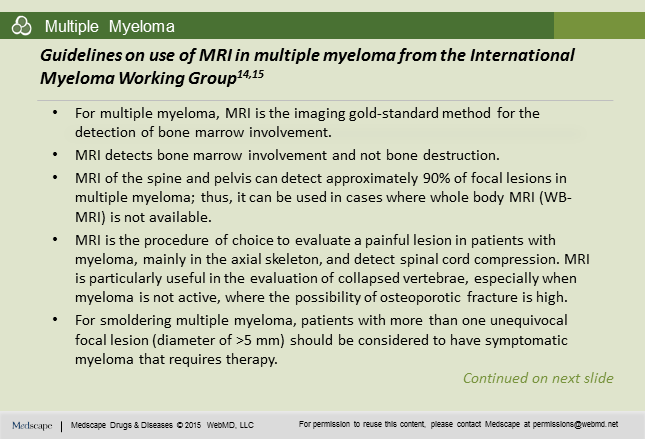 Multiple Myeloma
Guidelines on use of MRI in multiple myeloma from the International
Myeloma Working Group14,15
• For multiple myeloma, MRI is the imaging gold-standard method for the
detection of bone marrow involvement.
• MRI detects bone marrow involvement and not bone destruction.
• MRI of the spine and pelvis can detect approximately 90% of focal lesions in
multiple myeloma; thus, it can be used in cases where whole body MRI (WB-
MRI) is not available.
• MRI is the procedure of choice to evaluate a painful lesion in patients with
myeloma, mainly in the axial skeleton, and detect spinal cord compression. MRI
is particularly useful in the evaluation of collapsed vertebrae, especially when
myeloma is not active, where the possibility of osteoporotic fracture is high.
• For smoldering multiple myeloma, patients with more than one unequivocal
focal lesion (diameter of >5 mm) should be considered to have symptomatic
myeloma that requires therapy.
Continued on next slide
Medscape | Medscape Drugs & Diseases © 2015 WebMD, LLC For permission to reuse this content, please contact Medscape at permissions@webmd.net